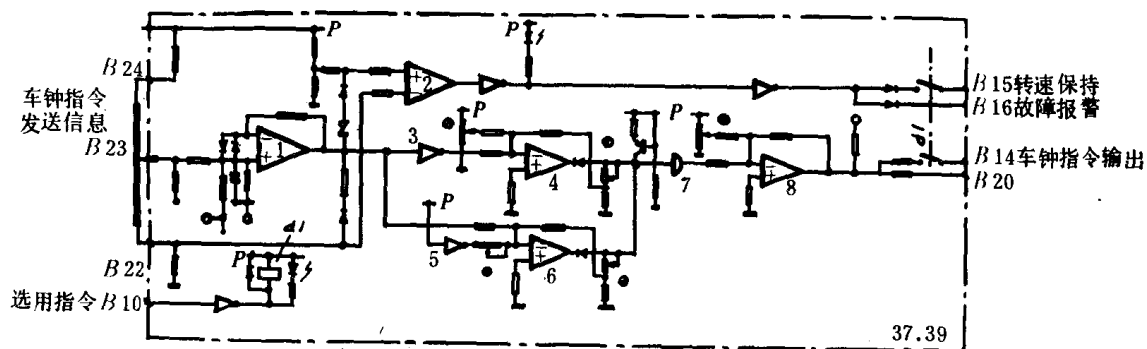 P
P
B24
车钟指令
发送信息
B23
B22
选用指令 B10
P
d1
1
2
3
P
4
P
5
6
P
7
8
d1
B15转速保持
B16故障报警
B14车钟指令输出
B20
37.39